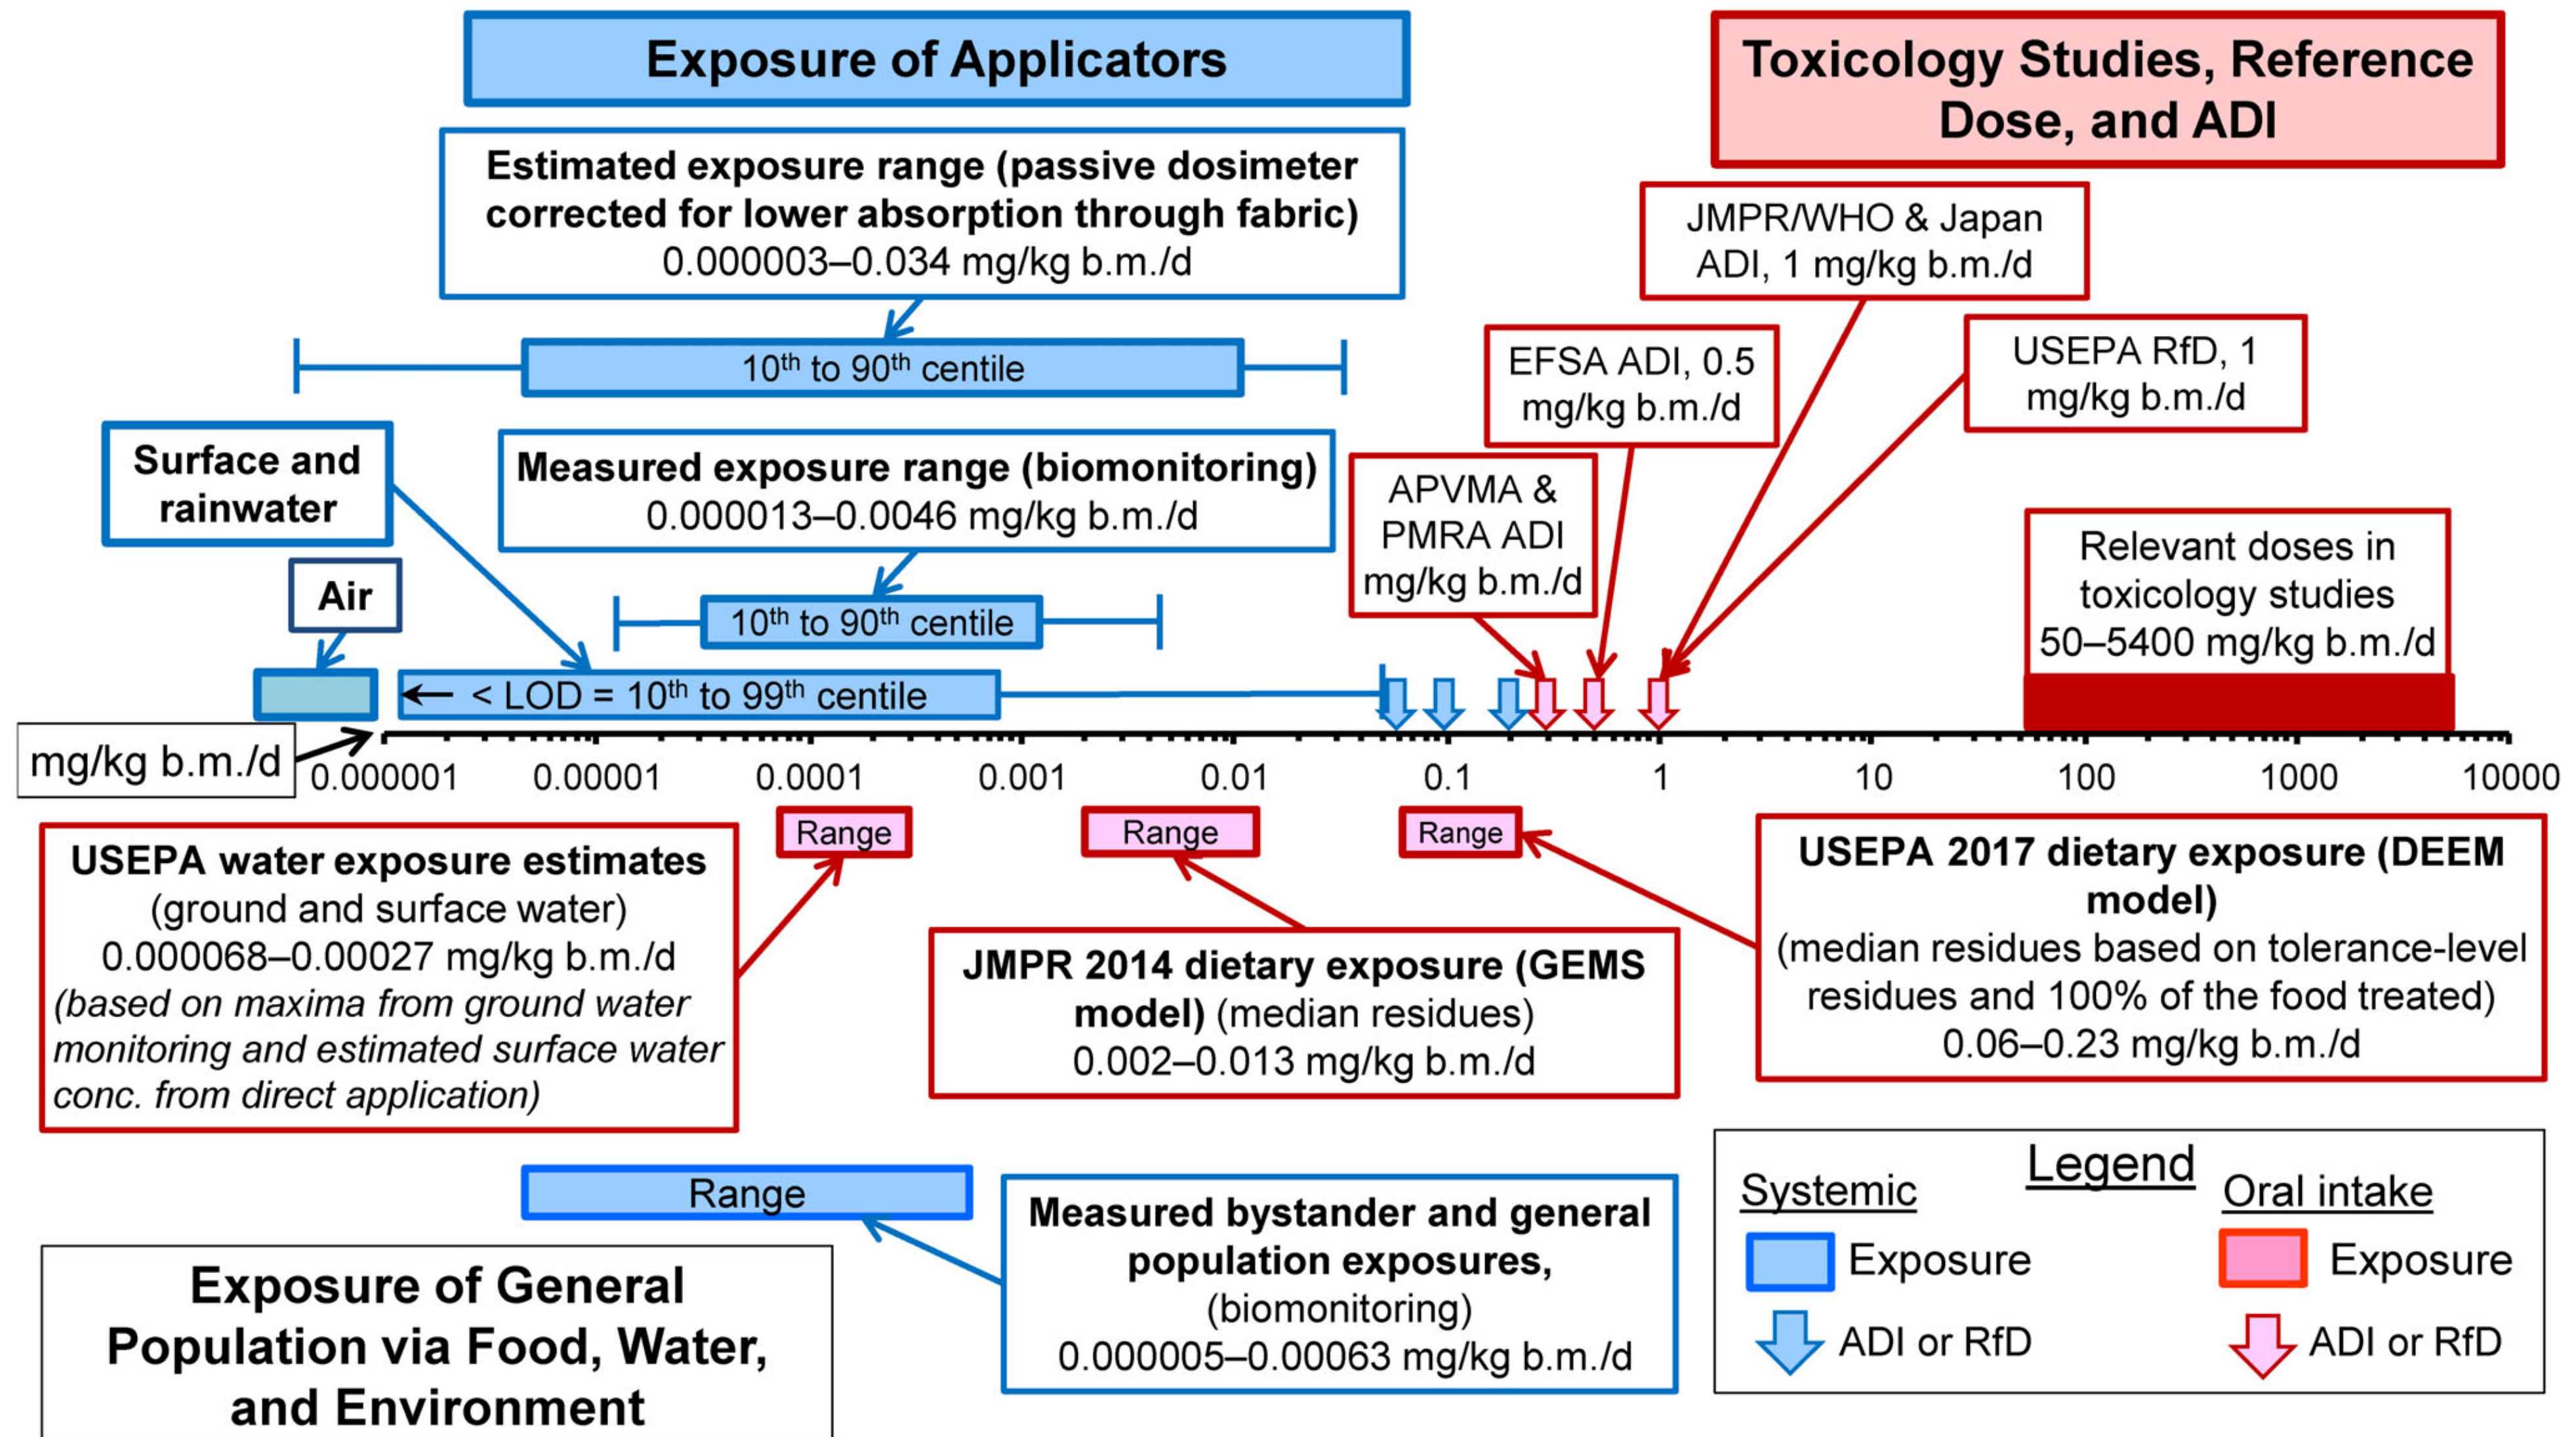 Exposure of Applicators
Toxicology Studies, Reference
Dose, and ADI
Estimated exposure range (passive dosimeter
corrected for lower absorption through fabric)
0.000003–0.034 mg/kg b.m./d
JMPR/WHO & Japan
ADI, 1 mg/kg b.m./d
10th to 90th centile
EFSA ADI, 0.5
mg/kg b.m./d
USEPA RfD, 1
mg/kg b.m./d
Surface and
rainwater
Measured exposure range (biomonitoring)
0.000013–0.0046 mg/kg b.m./d
APVMA &
PMRA ADI
mg/kg b.m./d
Relevant doses in
toxicology studies
50–5400 mg/kg b.m./d
Air
10th to 90th centile
< LOD = 10th to 99th centile
mg/kg b.m./d
0.000001 0.00001 0.0001 0.001 0.01 0.1 1 10 100 1000 10000
Range
Range
Range
USEPA water exposure estimates
(ground and surface water)
0.000068–0.00027 mg/kg b.m./d
(based on maxima from ground water
monitoring and estimated surface water
conc. from direct application)
JMPR 2014 dietary exposure (GEMS
model) (median residues)
0.002–0.013 mg/kg b.m./d
USEPA 2017 dietary exposure (DEEM
model)
(median residues based on tolerance-level
residues and 100% of the food treated)
0.06–0.23 mg/kg b.m./d
Range
Measured bystander and general
population exposures,
(biomonitoring)
0.000005–0.00063 mg/kg b.m./d
Exposure of General
Population via Food, Water,
and Environment
Legend
Systemic
Oral intake
Exposure
Exposure
ADI or RfD
ADI or RfD